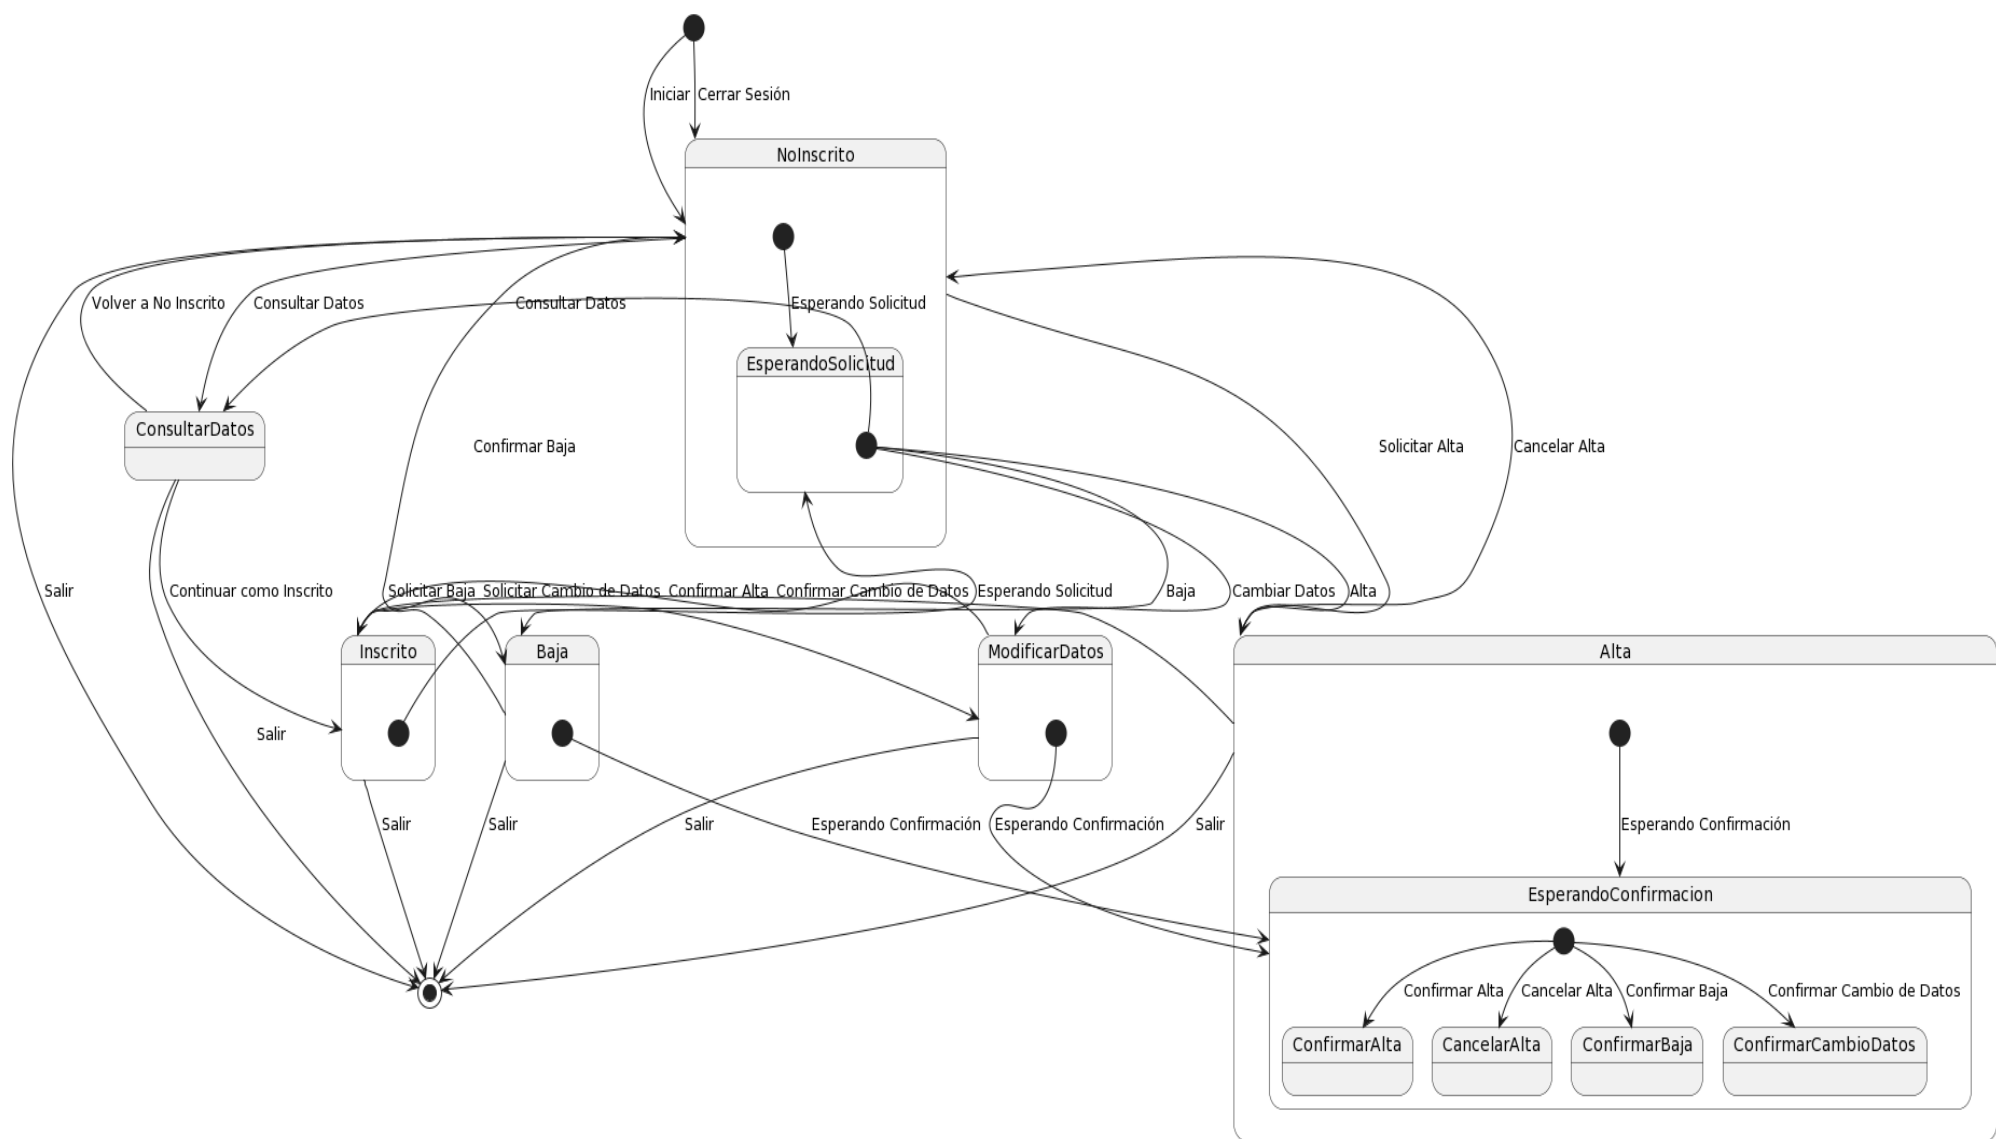 Iniciar
Cerrar Sesión
NoInscrito
Volver a No Inscrito
Consultar Datos
Consultar Datos
Esperando Solicitud
EsperandoSolicitud
ConsultarDatos
Confirmar Baja
Solicitar Alta
Cancelar Alta
Salir
Continuar como Inscrito
Solicitar Baja
Solicitar Cambio de Datos
Confirmar Alta
Confirmar Cambio de Datos
Esperando Solicitud
Baja
Cambiar Datos
Alta
Inscrito
Baja
ModificarDatos
Alta
Salir
Salir
Salir
Salir
Esperando Confirmación
Esperando Confirmación
Salir
Esperando Confirmación
EsperandoConfirmacion
Confirmar Alta
Cancelar Alta
Confirmar Baja
Confirmar Cambio de Datos
ConfirmarAlta
CancelarAlta
ConfirmarBaja
ConfirmarCambioDatos